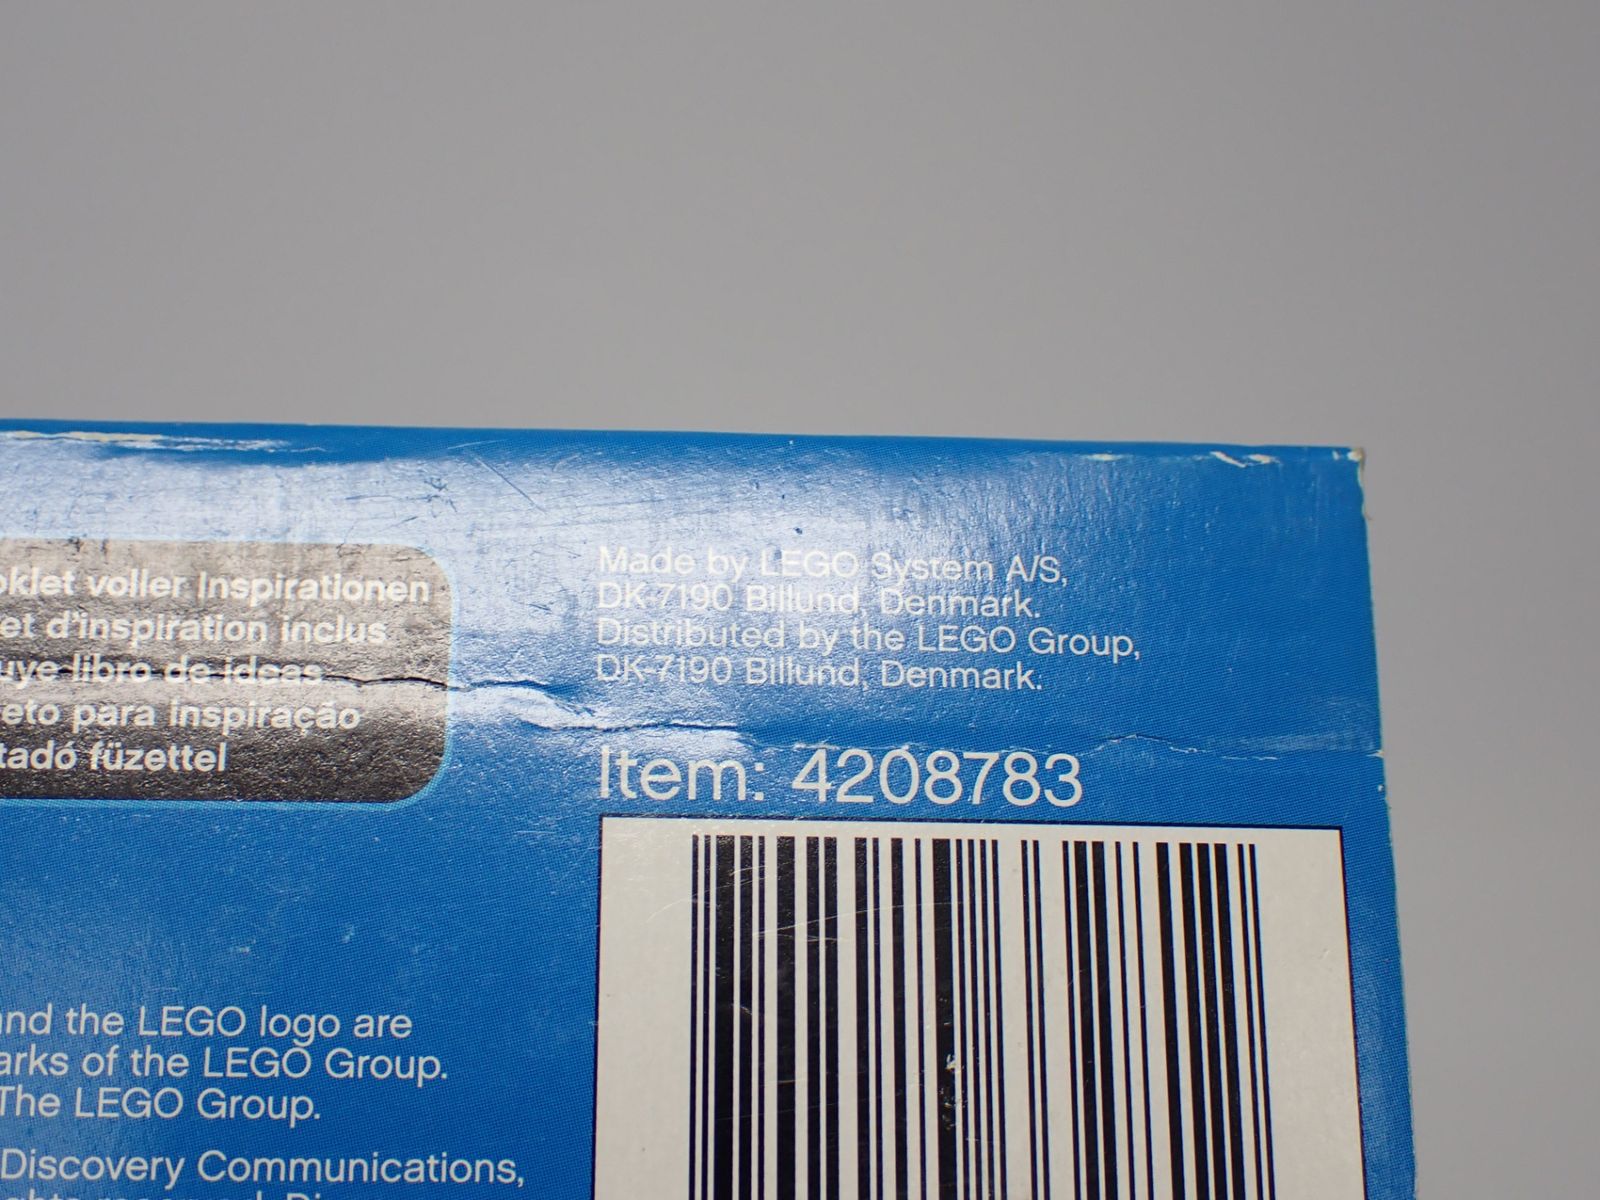 oklet voller Inspirationen
et d'inspiration inclus
uye libro de ideas
eto para inspiração
tadó füzettel
Made by LEGO System A/S,
DK-7190 Billund, Denmark.
Distributed by the LEGO Group,
DK-7190 Billund, Denmark.
Item: 4208783
and the LEGO logo are
arks of the LEGO Group.
The LEGO Group.
Discovery Communications,